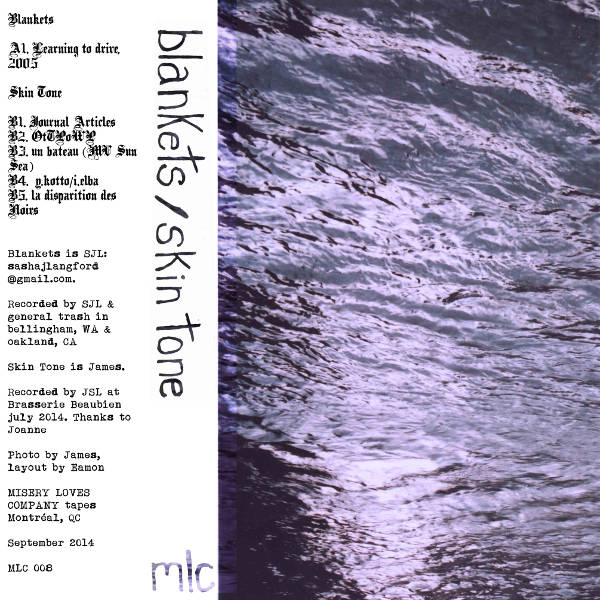 Blankets
A1. Learning to drive,
2005
Skin Tone
B1. Journal Articles
B2. OtTPoWP
B3. un bateau (MV Sun
Sea)
B4. y.kotto/i.elba
B5. la disparition des
Noirs
Blankets is SJL:
sashajlangford
@gmail.com.
Recorded by SJL &
general trash in
bellingham, WA &
oakland, CA
Skin Tone is James.
Recorded by JSL at
Brasserie Beaubien
july 2014. Thanks to
Joanne
Photo by James,
layout by Eamon
MISERY LOVES
COMPANY tapes
Montréal, QC
September 2014
MLC 008
blankets/skin tone
mlc